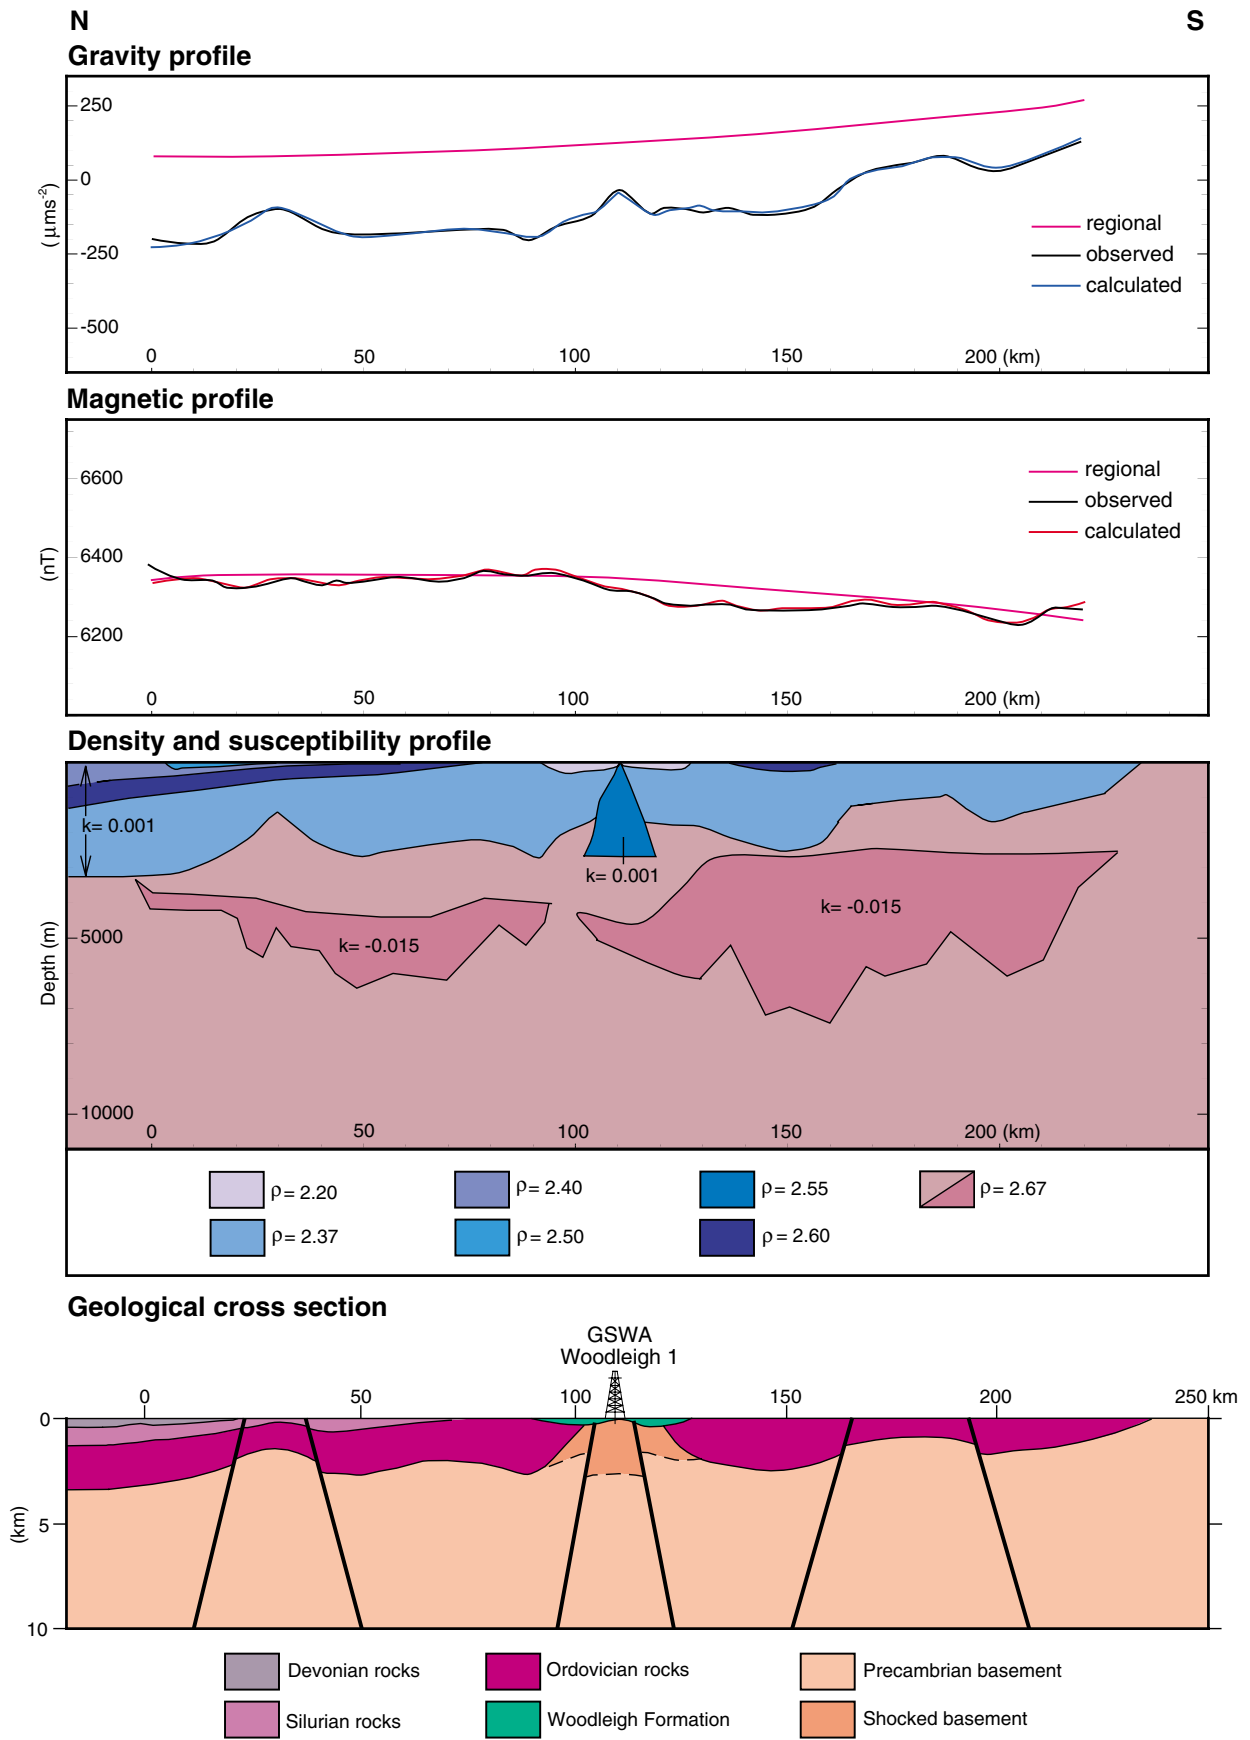 N S
Gravity profile
250
0
-250
-500
(µms-2)
regional
observed
calculated
0 50 100 150 200 (km)
Magnetic profile
6600
6400
6200
(nT)
regional
observed
calculated
0 50 100 150 200 (km)
Density and susceptibility profile
k= 0.001
k= 0.001
k= -0.015
k= -0.015
5000
10000
Depth (m)
0 50 100 150 200 (km)
ρ= 2.20 ρ= 2.40 ρ= 2.55 ρ= 2.67
ρ= 2.37 ρ= 2.50 ρ= 2.60
Geological cross section
GSWA
Woodleigh 1
0 50 100 150 200 250 km
0
5
10
(km)
Devonian rocks Ordovician rocks Precambrian basement
Silurian rocks Woodleigh Formation Shocked basement